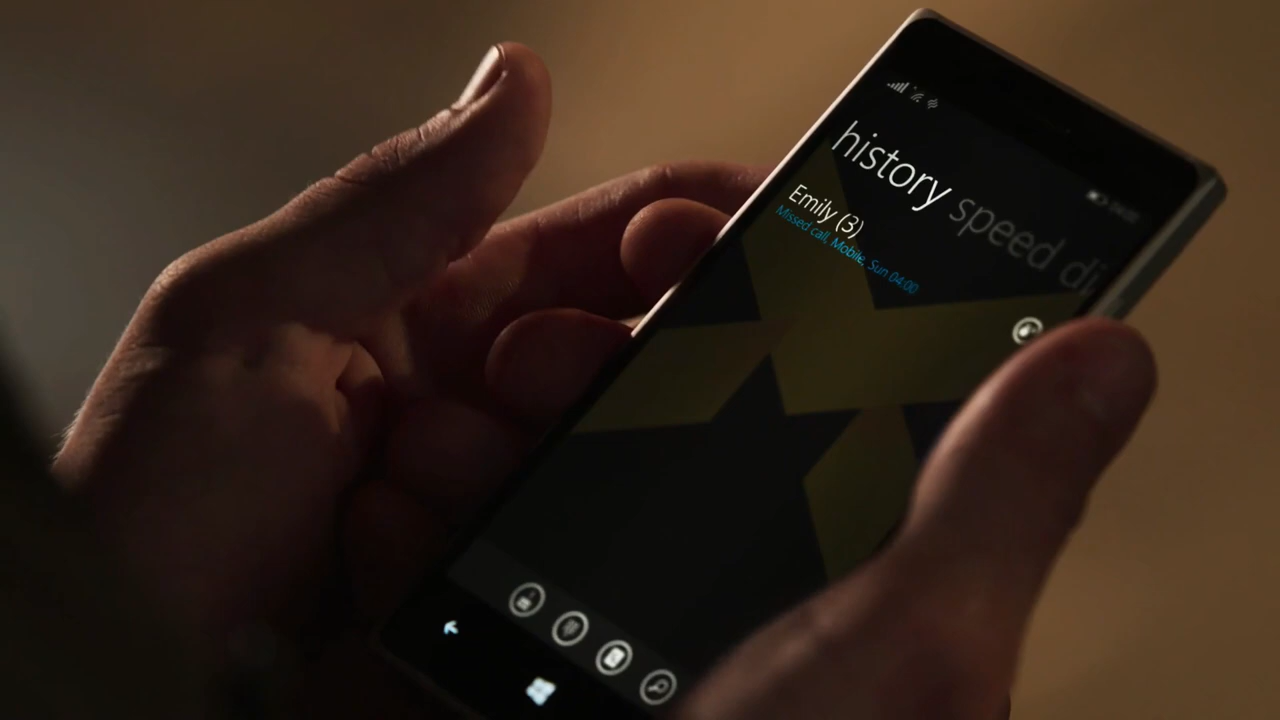 history speed di
Emily (3)
Missed call, Mobile, Sun 04:00